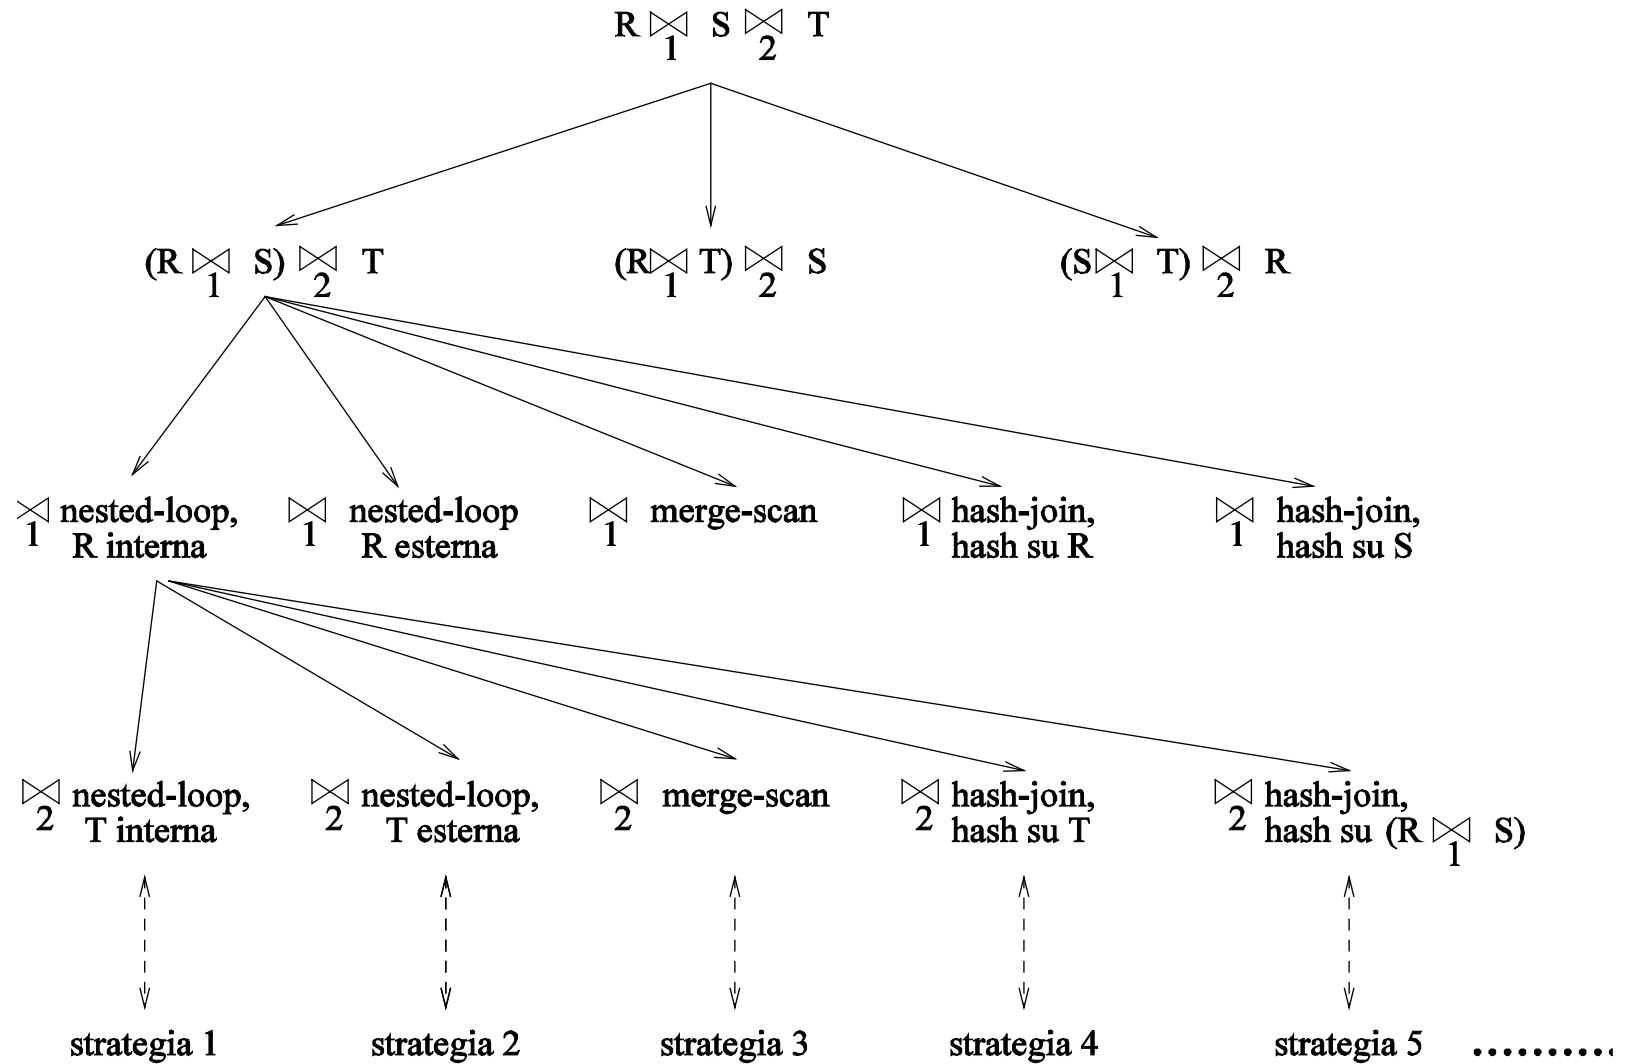 R ⋈ S ⋈ T
1 2
(R ⋈ S) ⋈ T
1 2
(R ⋈ T) ⋈ S
1 2
(S ⋈ T) ⋈ R
1 2
⋈ nested-loop,
1 R interna
⋈ nested-loop
1 R esterna
⋈ merge-scan
1
⋈ hash-join,
1 hash su R
⋈ hash-join,
1 hash su S
⋈ nested-loop,
2 T interna
⋈ nested-loop,
2 T esterna
⋈ merge-scan
2
⋈ hash-join,
2 hash su T
⋈ hash-join,
2 hash su (R ⋈ S)
1
strategia 1
strategia 2
strategia 3
strategia 4
strategia 5 ..........